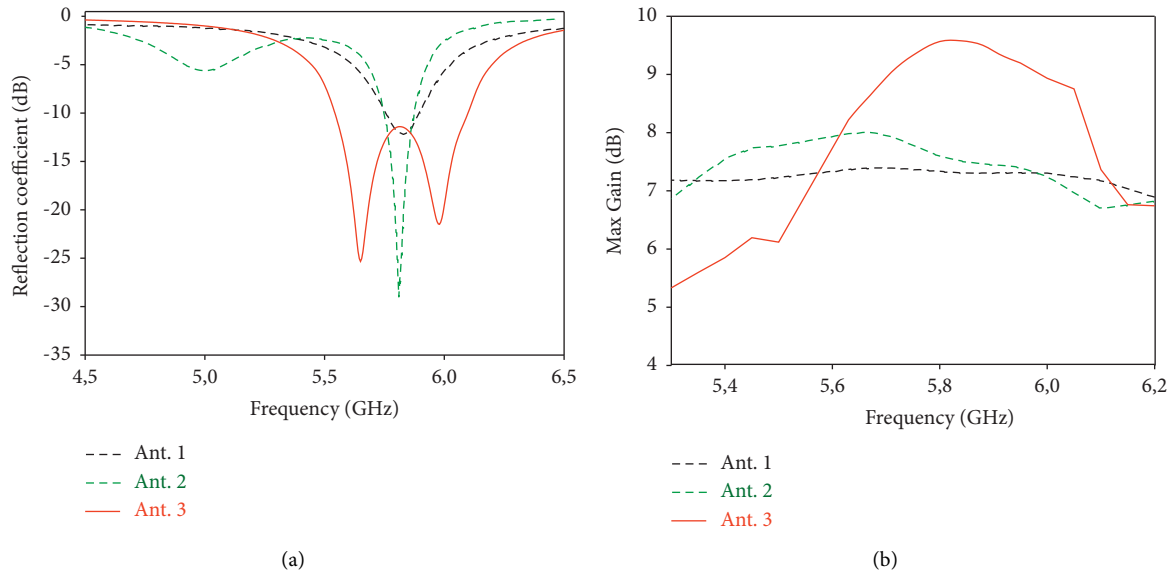 0
-5
-10
-15
-20
-25
-30
-35
Reflection coefficient (dB)
4,5 5,0 5,5 6,0 6,5
Frequency (GHz)
Ant. 1
Ant. 2
Ant. 3
(a)
10
9
8
7
6
5
4
Max Gain (dB)
5,4 5,6 5,8 6,0 6,2
Frequency (GHz)
Ant. 1
Ant. 2
Ant. 3
(b)